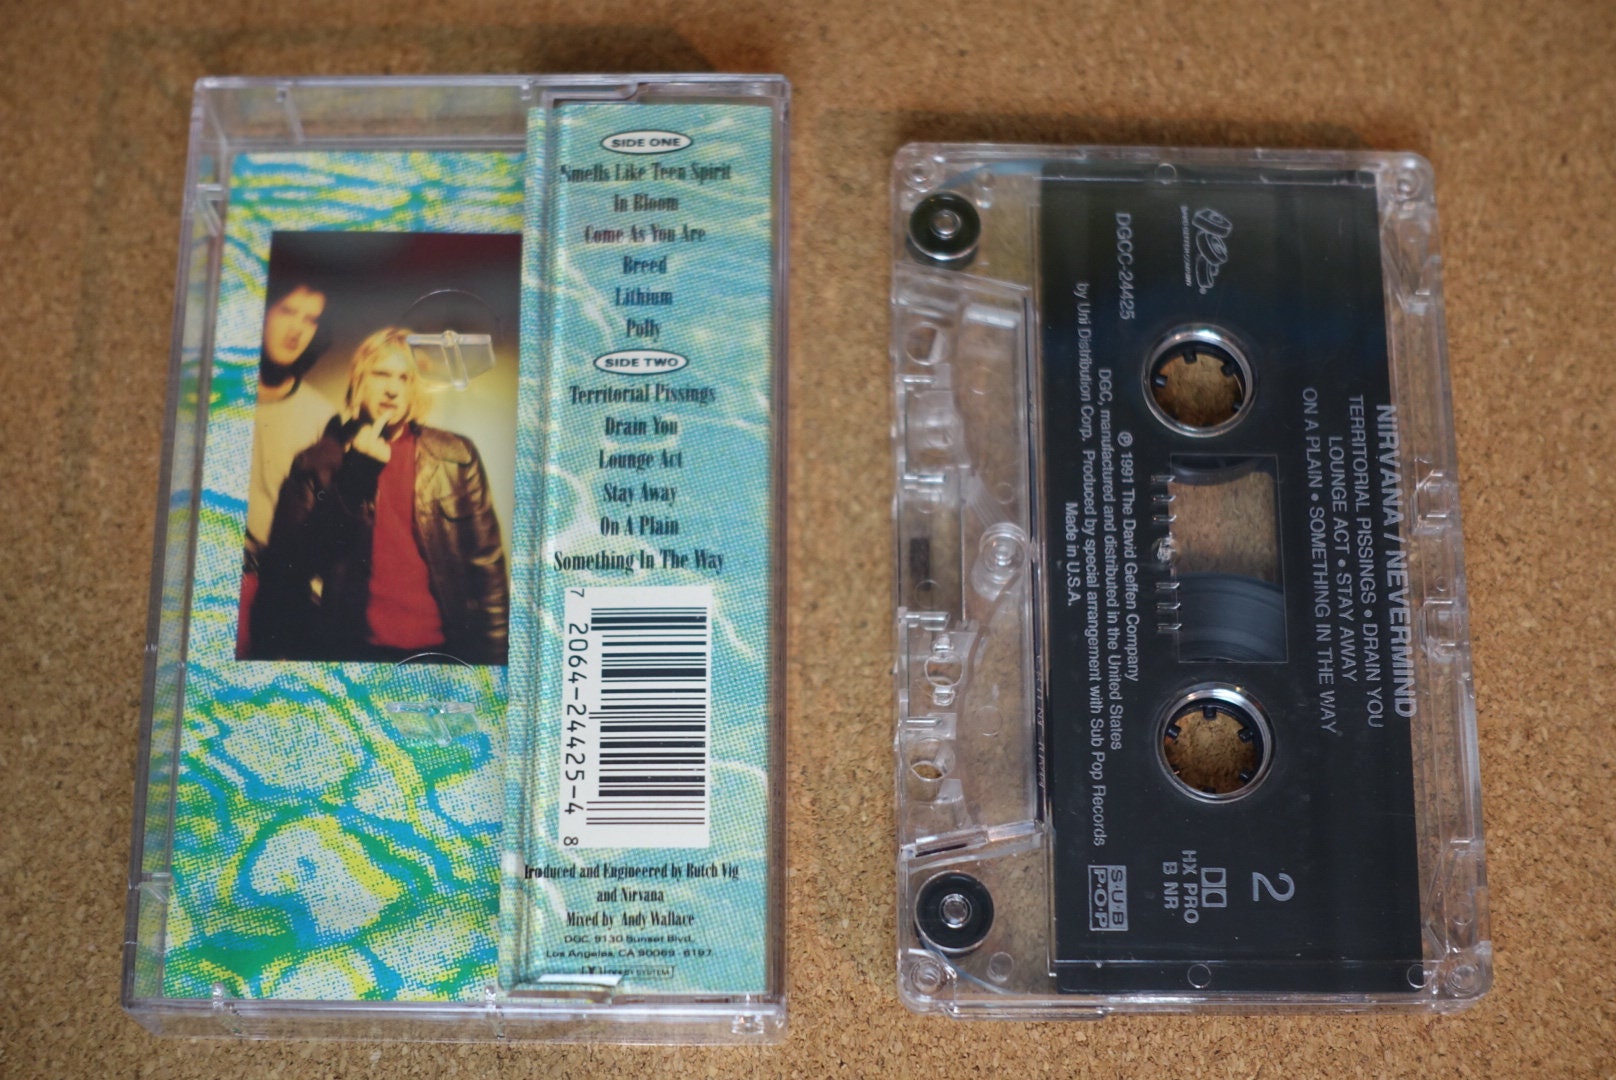 SIDE ONE
Smells Like Teen Spirit
In Bloom
Come As You Are
Breed
Lithium
Polly
SIDE TWO
Territorial Pissings
Drain You
Lounge Act
Stay Away
On A Plain
Something In The Way
7 2064-24425-4 8
Produced and Engineered by Butch Vig
and Nirvana
Mixed by Andy Wallace
DGC, 9130 Sunset Blvd.,
Los Angeles, CA 90069-6197
NIRVANA / NEVERMIND
TERRITORIAL PISSINGS • DRAIN YOU
LOUNGE ACT • STAY AWAY
ON A PLAIN • SOMETHING IN THE WAY
2
HX PRO
B NR
DGCC-24425
℗ 1991 The David Geffen Company
DGC, manufactured and distributed in the United States
by Uni Distribution Corp. Produced by special arrangement with Sub Pop Records
Made in U.S.A.
S·U·B
P·O·P